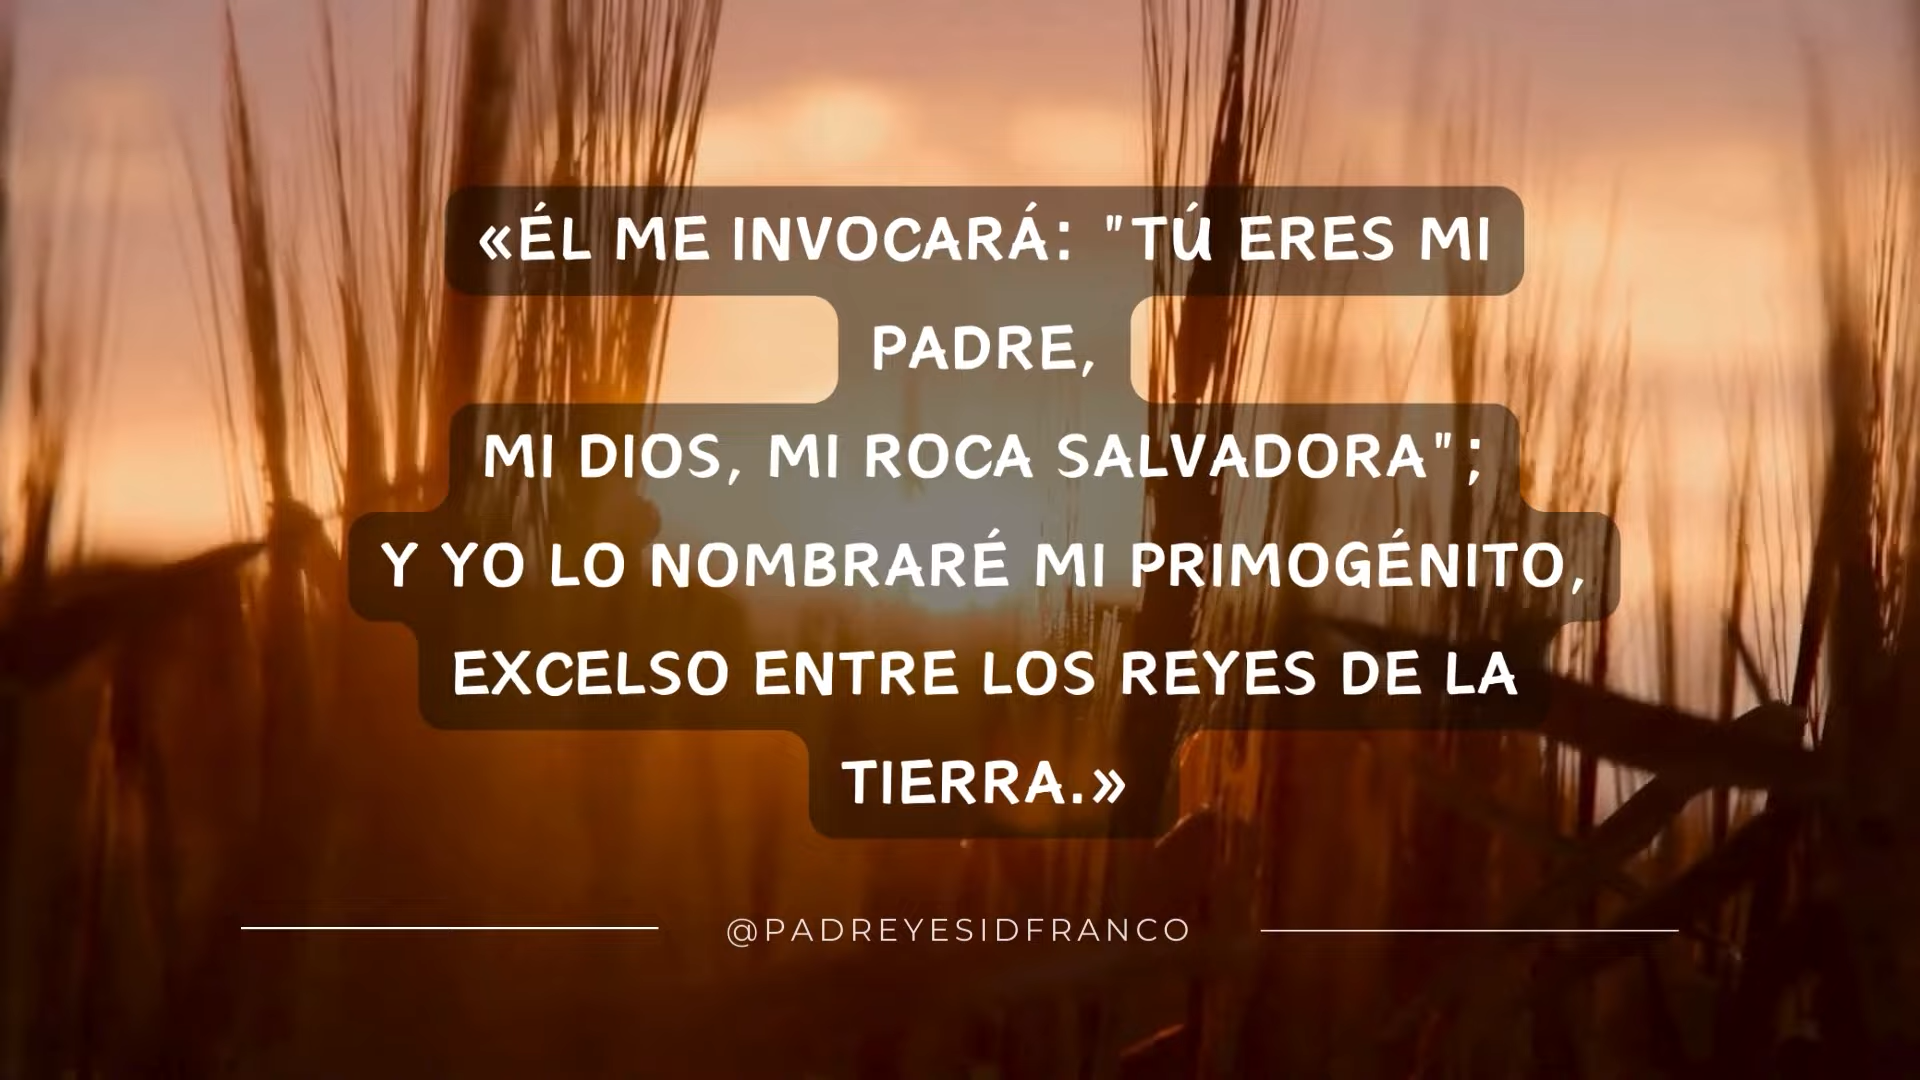 «ÉL ME INVOCARÁ: "TÚ ERES MI
PADRE,
MI DIOS, MI ROCA SALVADORA";
Y YO LO NOMBRARÉ MI PRIMOGÉNITO,
EXCELSO ENTRE LOS REYES DE LA
TIERRA.»
@PADREYESIDFRANCO